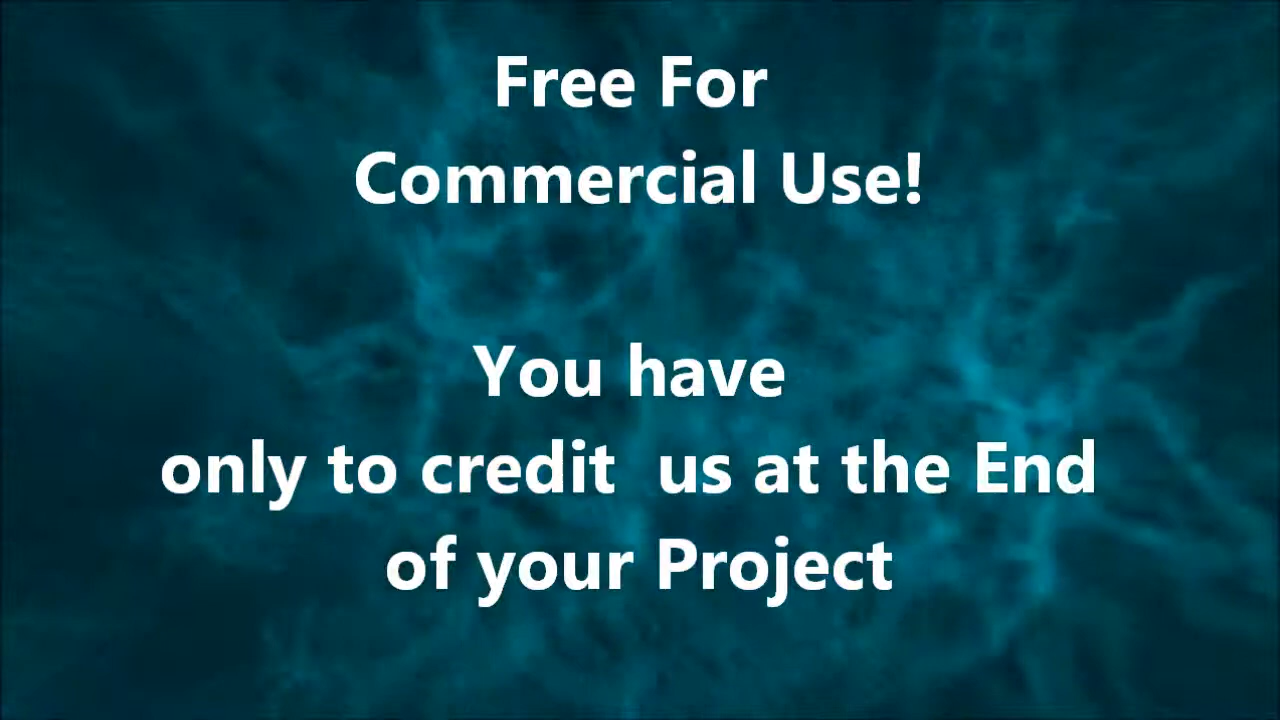 Free For
Commercial Use!
You have
only to credit  us at the End
of your Project